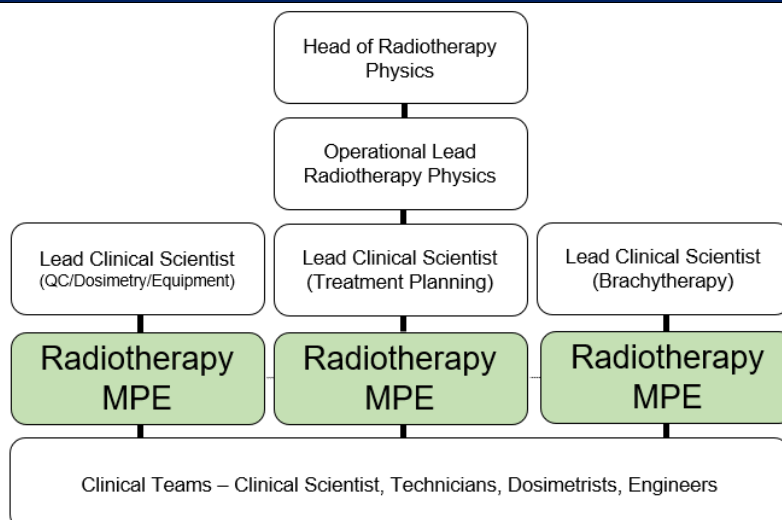 Head of Radiotherapy
Physics
Operational Lead
Radiotherapy Physics
Lead Clinical Scientist
(QC/Dosimetry/Equipment)
Lead Clinical Scientist
(Treatment Planning)
Lead Clinical Scientist
(Brachytherapy)
Radiotherapy
MPE
Radiotherapy
MPE
Radiotherapy
MPE
Clinical Teams – Clinical Scientist, Technicians, Dosimetrists, Engineers